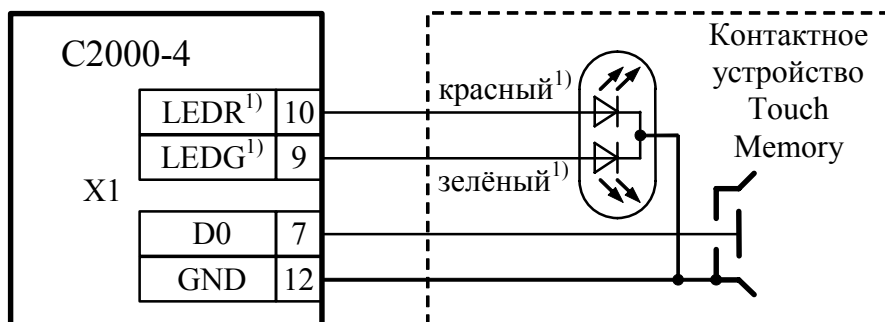 С2000-4
Контактное
устройство
Touch
Memory
красный¹⁾
LEDR¹⁾ 10
LEDG¹⁾ 9
зелёный¹⁾
X1
D0 7
GND 12